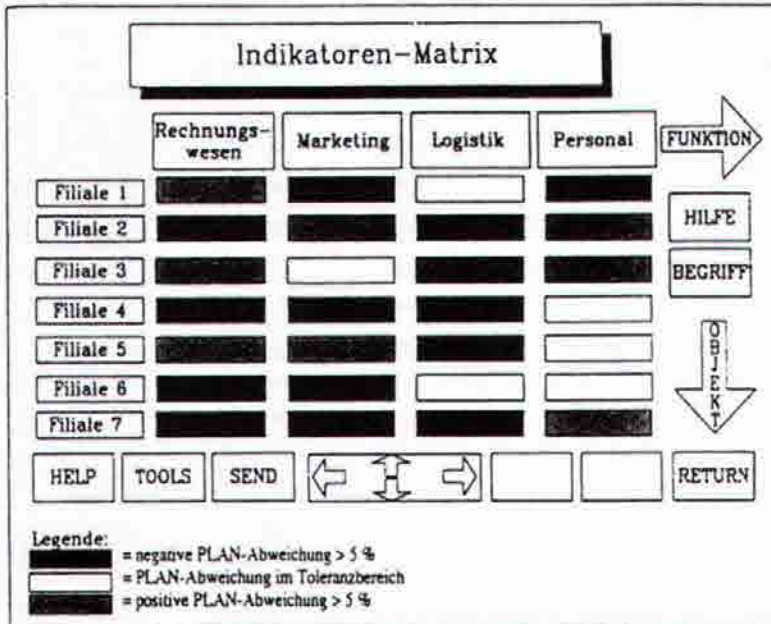 Indikatoren-Matrix
Rechnungs-
wesen
Marketing
Logistik
Personal
FUNKTION
Filiale 1
Filiale 2
Filiale 3
Filiale 4
Filiale 5
Filiale 6
Filiale 7
HILFE
BEGRIFF
OBJEKT
HELP
TOOLS
SEND
RETURN
Legende:
= negative PLAN-Abweichung > 5 %
= PLAN-Abweichung im Toleranzbereich
= positive PLAN-Abweichung > 5 %